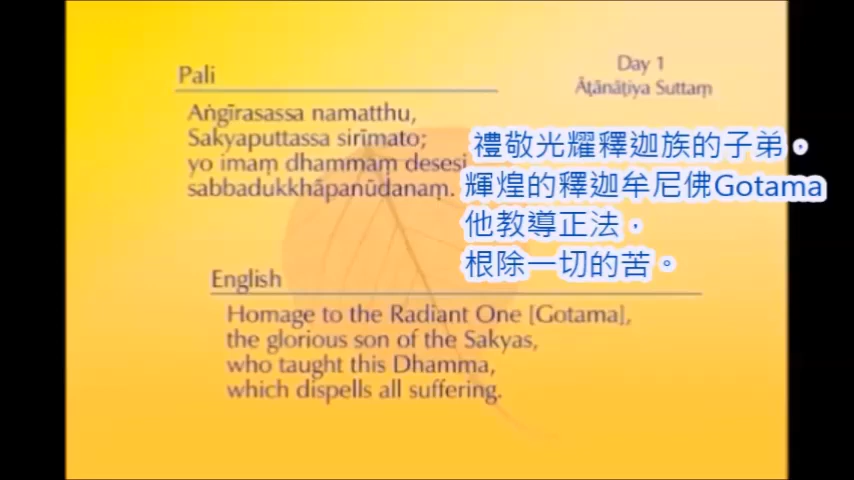 Pali
Day 1
Āṭānāṭiya Suttaṃ
Aṅgīrasassa namatthu,
Sakyaputtassa sirīmato;
yo imaṃ dhammaṃ desesi
sabbadukkhāpanūdanaṃ.
禮敬光耀釋迦族的子弟，
輝煌的釋迦牟尼佛Gotama
他教導正法，
根除一切的苦。
English
Homage to the Radiant One [Gotama],
the glorious son of the Sakyas,
who taught this Dhamma,
which dispells all suffering.